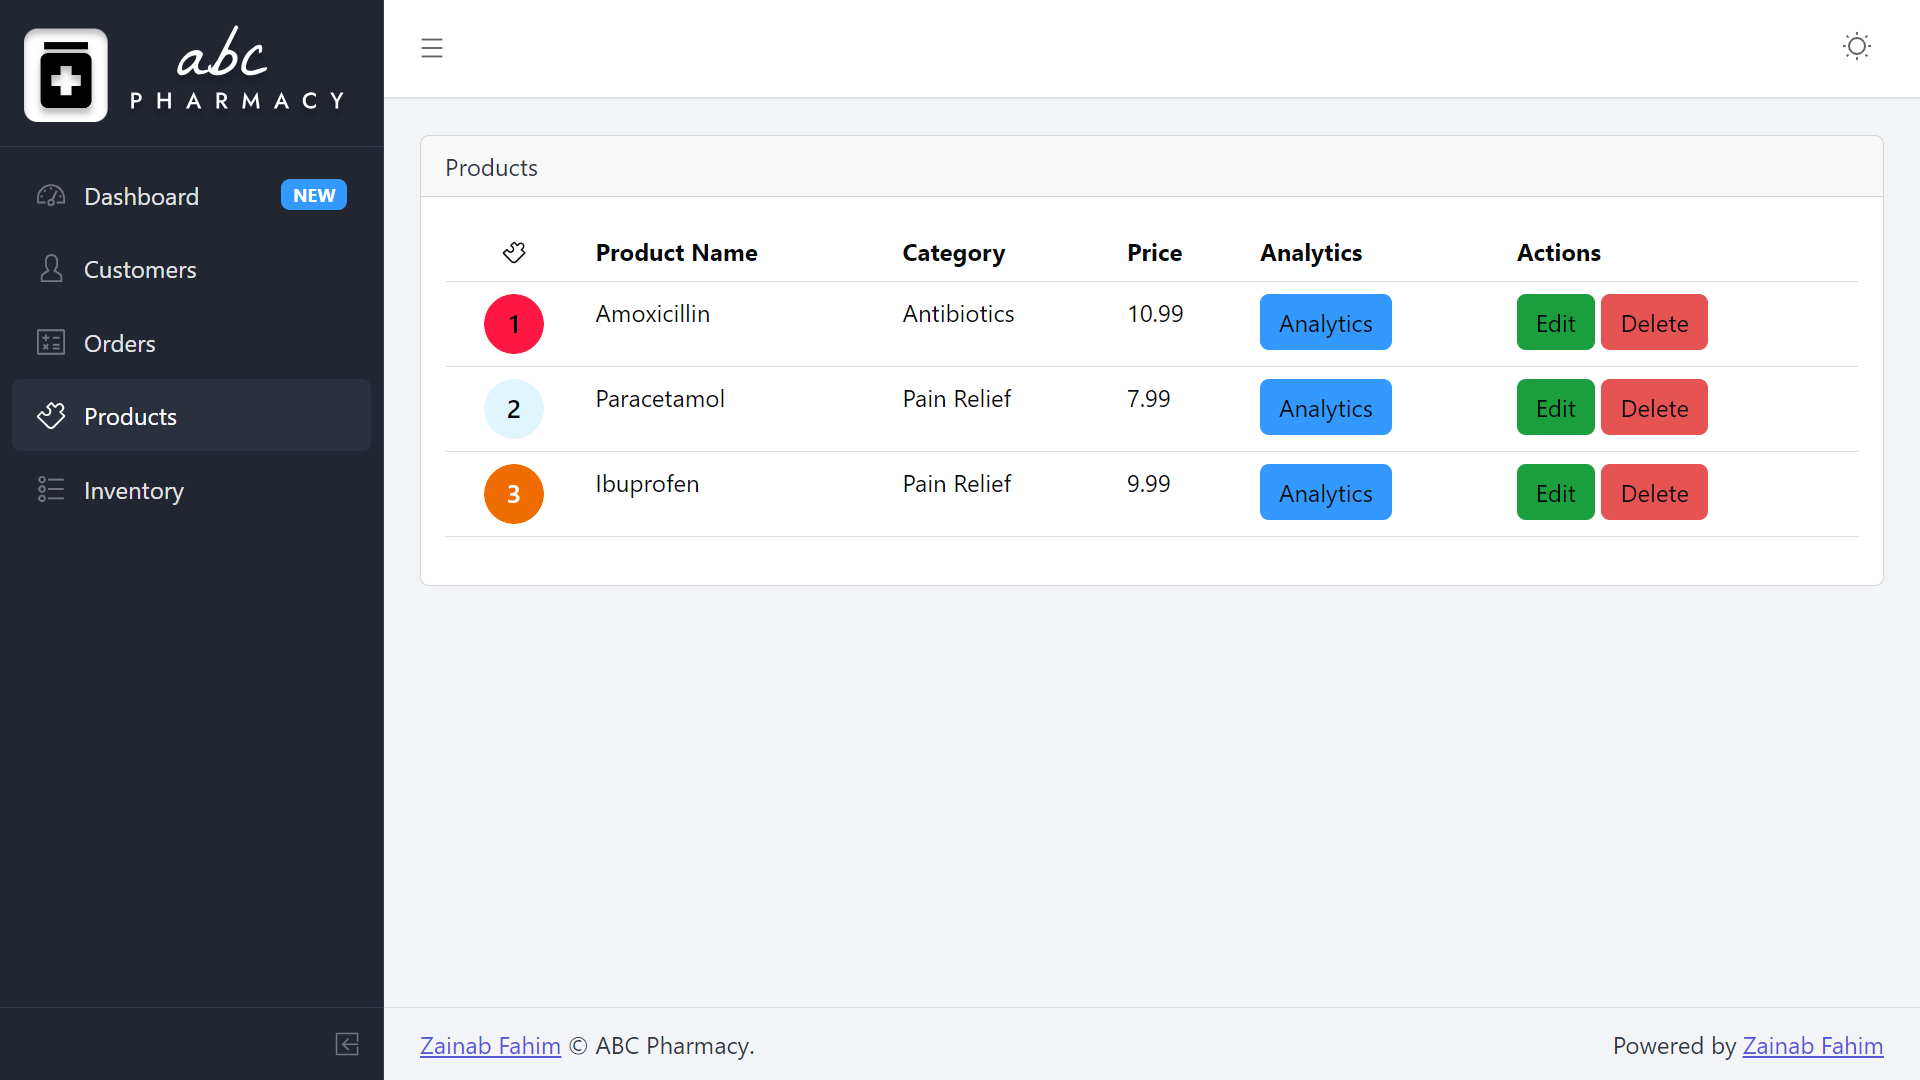 abc
PHARMACY
Dashboard NEW
Customers
Orders
Products
Inventory
Products
Product Name Category Price Analytics Actions
1 Amoxicillin Antibiotics 10.99 Analytics Edit Delete
2 Paracetamol Pain Relief 7.99 Analytics Edit Delete
3 Ibuprofen Pain Relief 9.99 Analytics Edit Delete
Zainab Fahim © ABC Pharmacy. Powered by Zainab Fahim